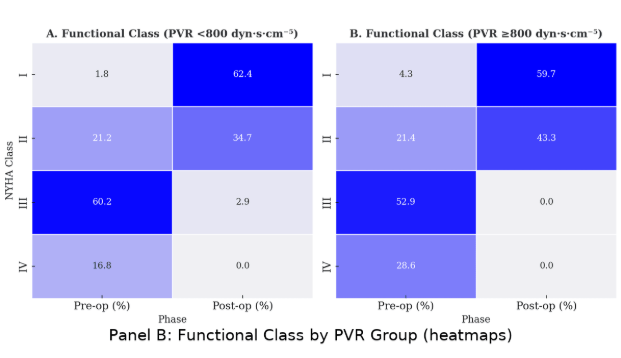 A. Functional Class (PVR <800 dyn·s·cm⁻⁵)
B. Functional Class (PVR ≥800 dyn·s·cm⁻⁵)
NYHA Class
I 1.8 62.4
II 21.2 34.7
III 60.2 2.9
IV 16.8 0.0
Pre-op (%) Post-op (%)
Phase
I 4.3 59.7
II 21.4 43.3
III 52.9 0.0
IV 28.6 0.0
Pre-op (%) Post-op (%)
Phase
Panel B: Functional Class by PVR Group (heatmaps)